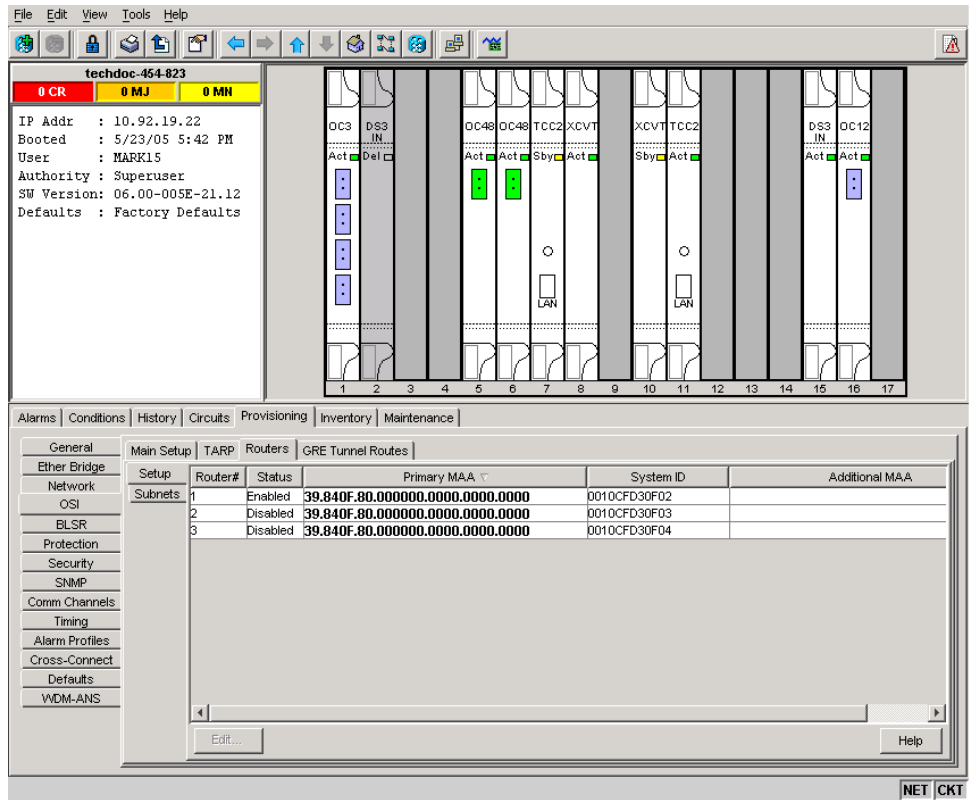 File Edit View Tools Help
techdoc-454-823
0 CR 0 MJ 0 MN
IP Addr : 10.92.19.22
Booted : 5/23/05 5:42 PM
User : MARK15
Authority : Superuser
SW Version: 06.00-005E-21.12
Defaults : Factory Defaults
OC3 DS3 IN OC48 OC48 TCC2 XCVT XCVT TCC2 DS3 IN OC12
Act Del Act Act Sby Act Sby Act Act Act
LAN LAN
1 2 3 4 5 6 7 8 9 10 11 12 13 14 15 16 17
Alarms Conditions History Circuits Provisioning Inventory Maintenance
General
Ether Bridge
Network
OSI
BLSR
Protection
Security
SNMP
Comm Channels
Timing
Alarm Profiles
Cross-Connect
Defaults
WDM-ANS
Main Setup TARP Routers GRE Tunnel Routes
Setup
Subnets
Router# Status Primary MAA System ID Additional MAA
1 Enabled 39.840F.80.000000.0000.0000.0000 0010CFD30F02
2 Disabled 39.840F.80.000000.0000.0000.0000 0010CFD30F03
3 Disabled 39.840F.80.000000.0000.0000.0000 0010CFD30F04
Edit... Help
NET CKT